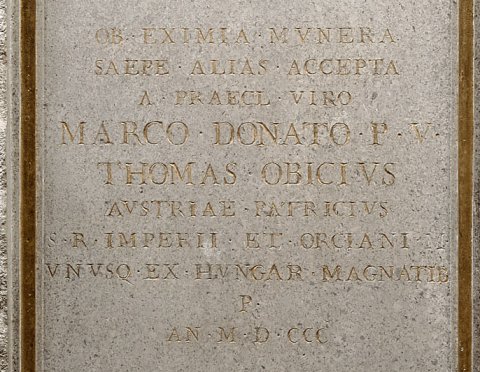 OB · EXIMIA MVNERA
SAEPE · ALIAS · ACCEPTA
A · PRAECL · VIRO
MARCO · DONATO · P · V ·
THOMAS · OBICIVS
AVSTRIAE · PATRICIVS
S · R · IMPERII · ET · ORCIANI · M
VNVSQ · EX · HVNGAR · MAGNATIB
P ·
AN · M · D · CCC